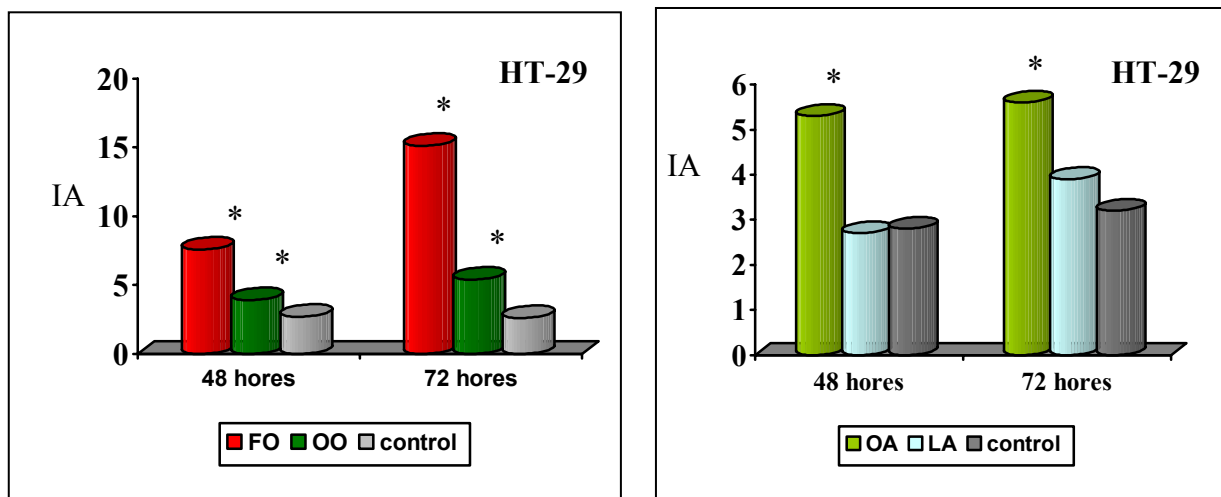 HT-29
IA
20
15
10
5
0
*
*
*
*
48 hores
72 hores
FO OO control
HT-29
IA
6
5
4
3
2
1
0
*
*
48 hores
72 hores
OA LA control